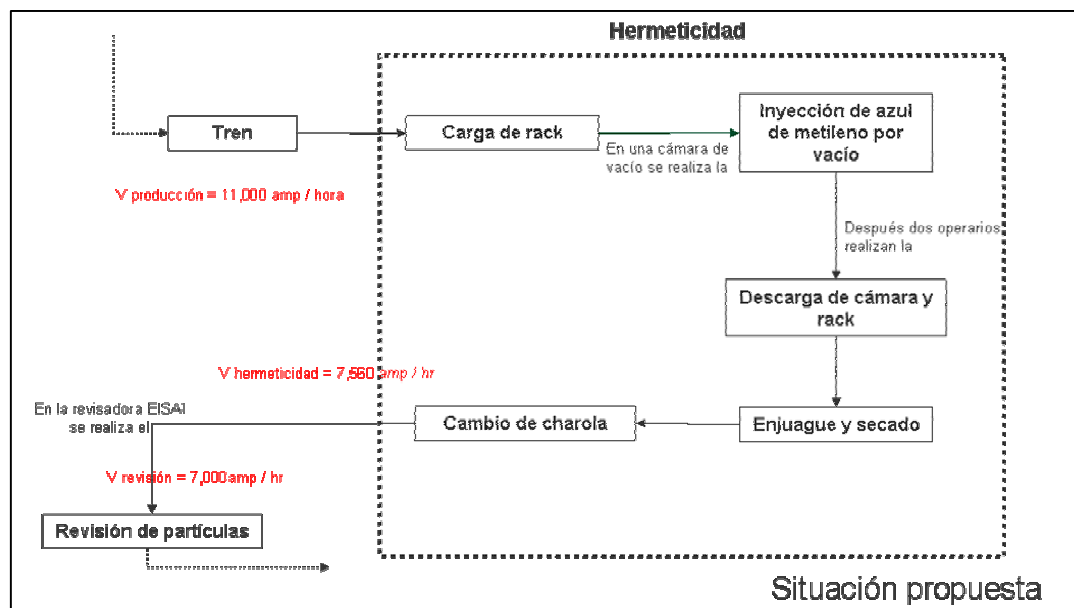 Hermeticidad
Tren
Carga de rack
Inyección de azul
de metileno por
vacío
En una cámara de
vacío se realiza la
V producción = 11,000 amp / hora
Después dos operarios
realizan la
Descarga de cámara y
rack
V hermeticidad = 7,560 amp / hr
En la revisadora EISAI
se realiza el
Cambio de charola
Enjuague y secado
V revisión = 7,000 amp / hr
Revisión de partículas
Situación propuesta